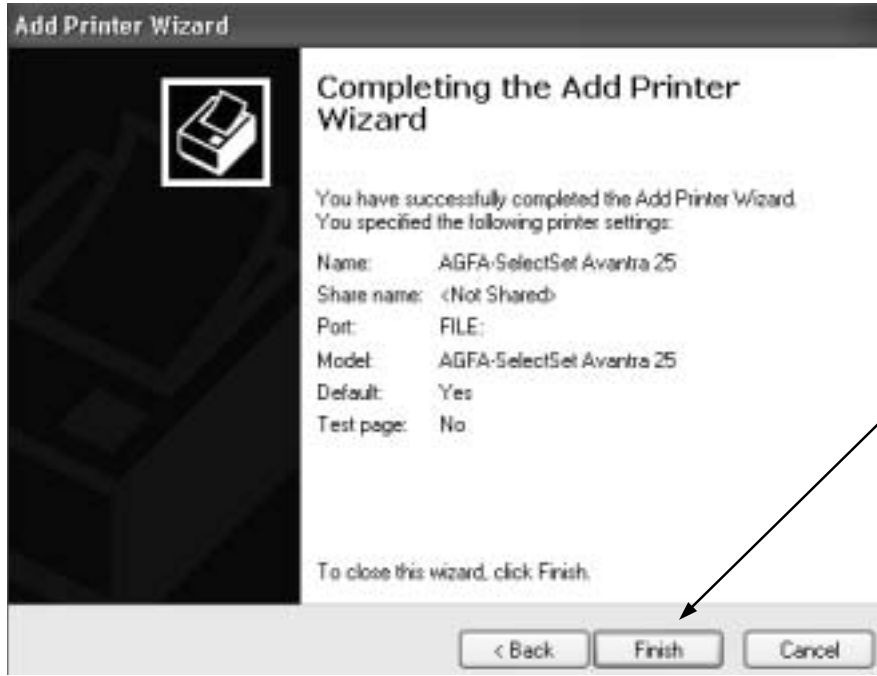 Add Printer Wizard
Completing the Add Printer
Wizard
You have successfully completed the Add Printer Wizard.
You specified the following printer settings:
Name: AGFA-SelectSet Avantra 25
Share name: <Not Shared>
Port: FILE:
Model: AGFA-SelectSet Avantra 25
Default: Yes
Test page: No
To close this wizard, click Finish.
< Back Finish Cancel